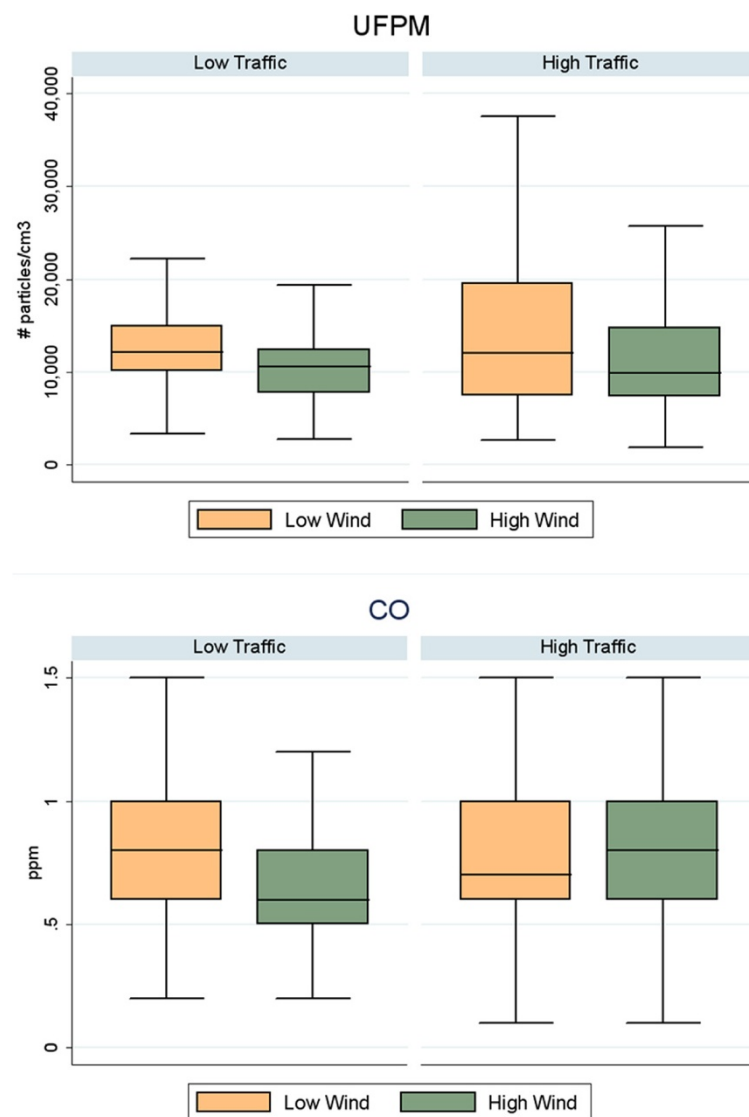 UFPM
Low Traffic High Traffic
40,000
30,000
20,000
10,000
0
# particles/cm3
Low Wind High Wind
CO
Low Traffic High Traffic
1.5
1
.5
0
ppm
Low Wind High Wind